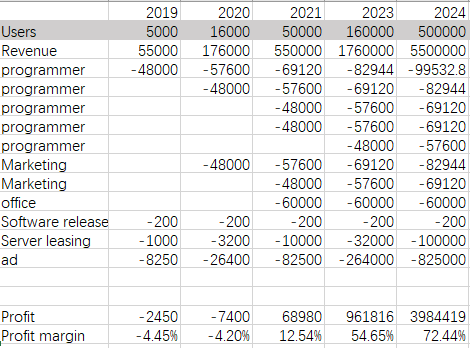 2019 2020 2021 2023 2024
Users 5000 16000 50000 160000 500000
Revenue 55000 176000 550000 1760000 5500000
programmer -48000 -57600 -69120 -82944 -99532.8
programmer -48000 -57600 -69120 -82944
programmer -48000 -57600 -69120
programmer -48000 -57600 -69120
programmer -48000 -57600
Marketing -48000 -57600 -69120 -82944
Marketing -48000 -57600 -69120
office -60000 -60000 -60000
Software release -200 -200 -200 -200 -200
Server leasing -1000 -3200 -10000 -32000 -100000
ad -8250 -26400 -82500 -264000 -825000
Profit -2450 -7400 68980 961816 3984419
Profit margin -4.45% -4.20% 12.54% 54.65% 72.44%